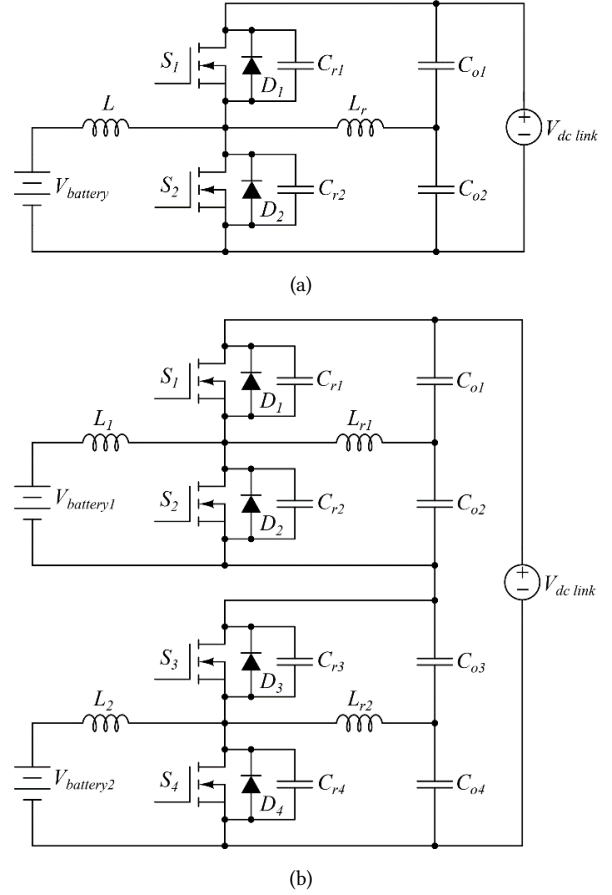 S1
D1
Cr1
Co1
L
Lr
Vdc link
Vbattery
S2
D2
Cr2
Co2
(a)
S1
D1
Cr1
Co1
L1
Lr1
Vbattery1
S2
D2
Cr2
Co2
Vdc link
S3
D3
Cr3
Co3
L2
Lr2
Vbattery2
S4
D4
Cr4
Co4
(b)